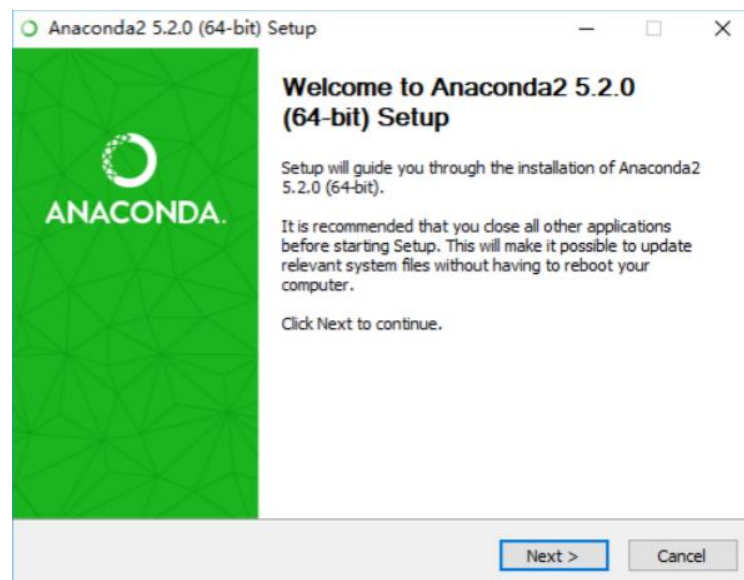 Anaconda2 5.2.0 (64-bit) Setup
ANACONDA.
Welcome to Anaconda2 5.2.0
(64-bit) Setup
Setup will guide you through the installation of Anaconda2
5.2.0 (64-bit).
It is recommended that you close all other applications
before starting Setup. This will make it possible to update
relevant system files without having to reboot your
computer.
Click Next to continue.
Next >
Cancel